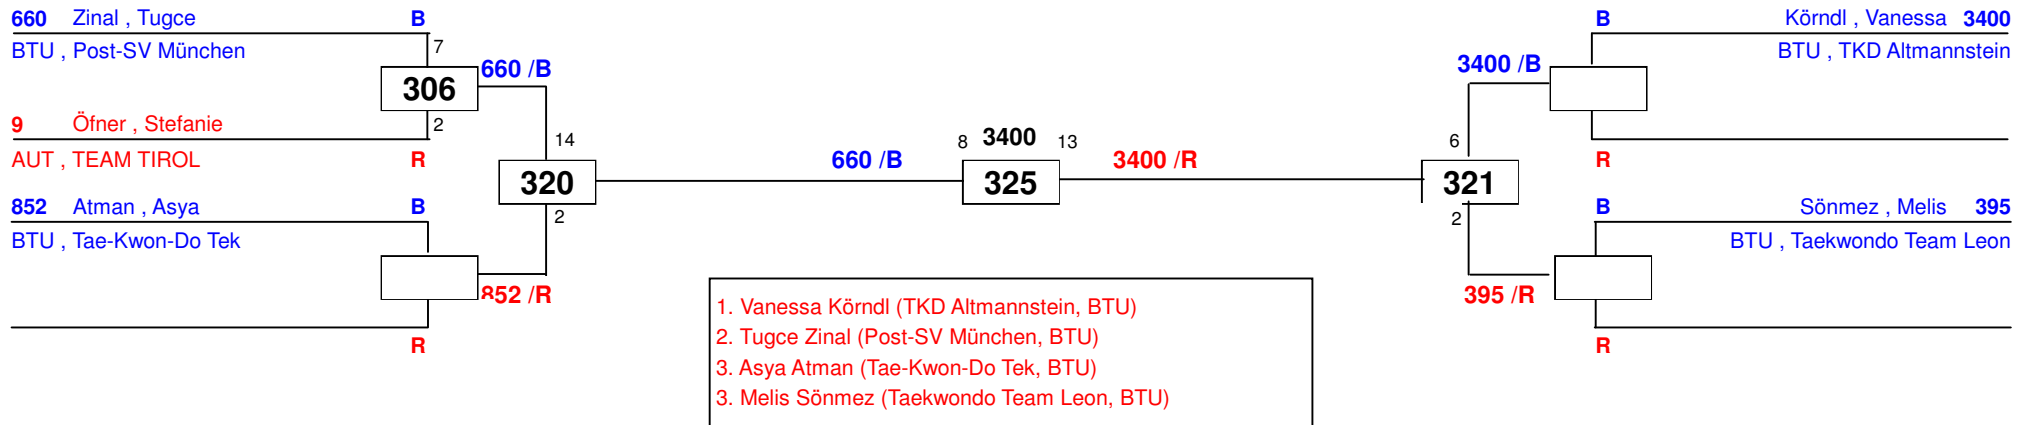 660 Zinal , Tugce B
BTU , Post-SV München
7
306
660 /B
9 Öfner , Stefanie
2
AUT , TEAM TIROL R
852 Atman , Asya B
BTU , Tae-Kwon-Do Tek
852 /R
R
14
320
2
660 /B
8 3400 13
325
3400 /R
6
321
2
B Körndl , Vanessa 3400
BTU , TKD Altmannstein
3400 /B
R
B Sönmez , Melis 395
BTU , Taekwondo Team Leon
395 /R
R
1. Vanessa Körndl (TKD Altmannstein, BTU)
2. Tugce Zinal (Post-SV München, BTU)
3. Asya Atman (Tae-Kwon-Do Tek, BTU)
3. Melis Sönmez (Taekwondo Team Leon, BTU)